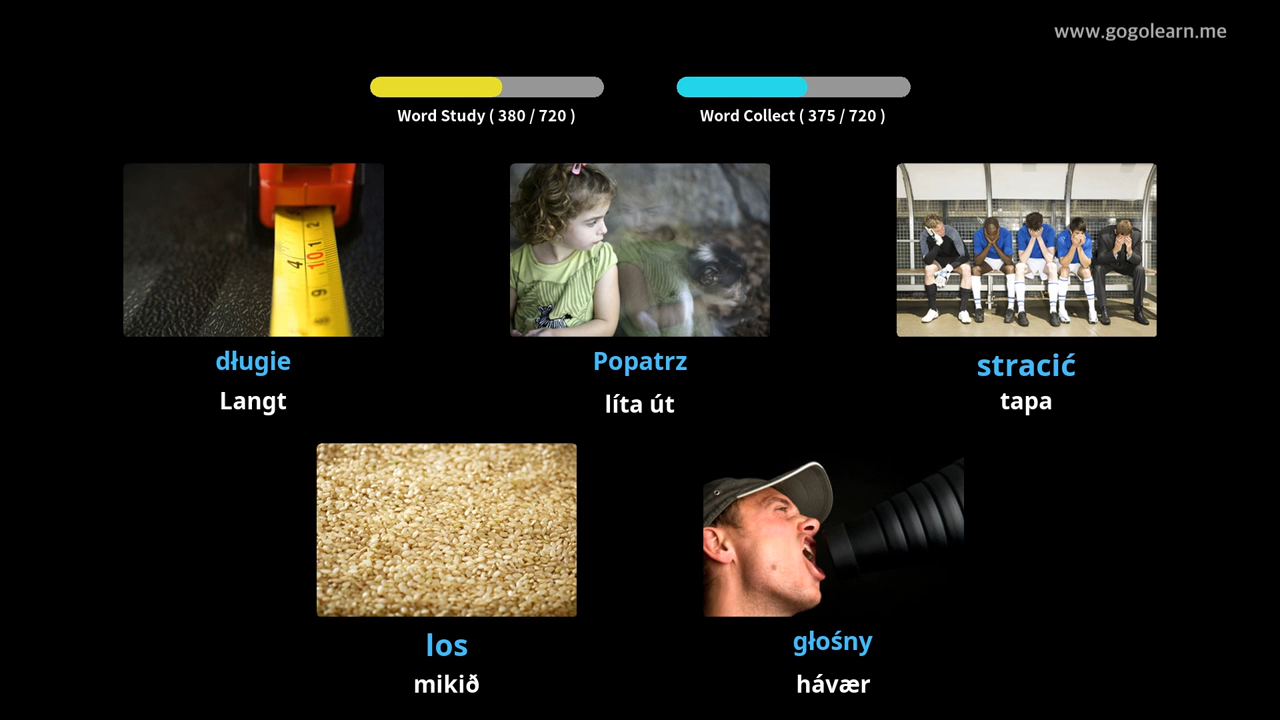 www.gogolearn.me
Word Study ( 380 / 720 )
Word Collect ( 375 / 720 )
długie
Langt
Popatrz
líta út
stracić
tapa
los
mikið
głośny
hávær